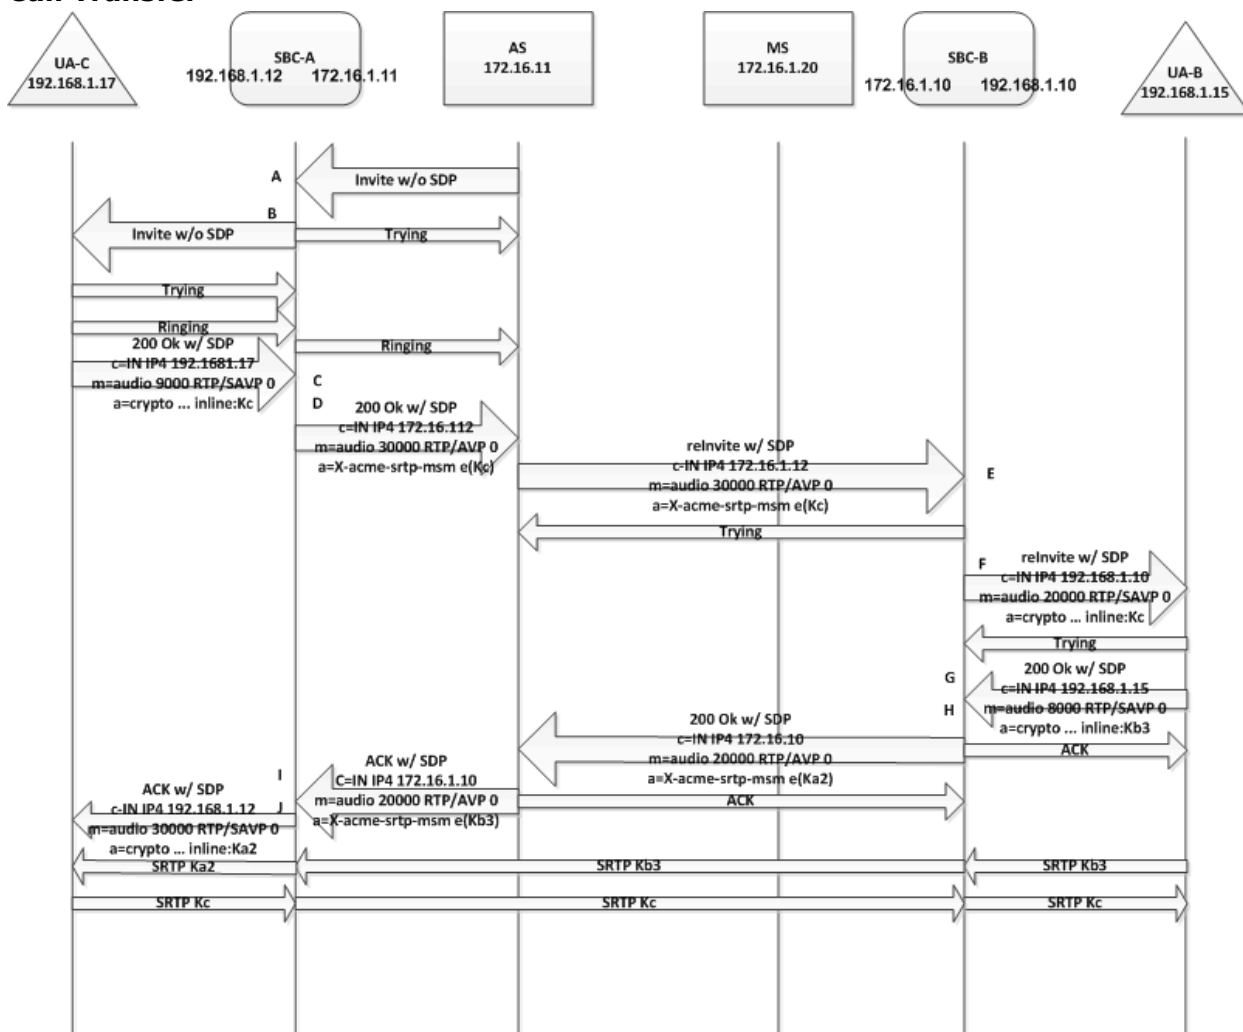 UA-C
192.168.1.17
SBC-A
192.168.1.12 172.16.1.11
AS
172.16.11
MS
172.16.1.20
SBC-B
172.16.1.10 192.168.1.10
UA-B
192.168.1.15
A
Invite w/o SDP
B
Invite w/o SDP
Trying
Trying
Ringing
200 Ok w/ SDP
c=IN IP4 192.1681.17
m=audio 9000 RTP/SAVP 0
a=crypto ... inline:Kc
Ringing
C
D
200 Ok w/ SDP
c=IN IP4 172.16.112
m=audio 30000 RTP/AVP 0
a=X-acme-srtp-msm e(Kc)
reInvite w/ SDP
c-IN IP4 172.16.1.12
m=audio 30000 RTP/AVP 0
a=X-acme-srtp-msm e(Kc)
E
Trying
F
reInvite w/ SDP
c=IN IP4 192.168.1.10
m=audio 20000 RTP/SAVP 0
a=crypto ... inline:Kc
Trying
G
H
200 Ok w/ SDP
c=IN IP4 192.168.1.15
m=audio 8000 RTP/SAVP 0
a=crypto ... inline:Kb3
ACK
200 Ok w/ SDP
c=IN IP4 172.16.10
m=audio 20000 RTP/AVP 0
a=X-acme-srtp-msm e(Ka2)
ACK
ACK w/ SDP
C=IN IP4 172.16.1.10
m=audio 20000 RTP/AVP 0
a=X-acme-srtp-msm e(Kb3)
I
J
ACK w/ SDP
c-IN IP4 192.168.1.12
m=audio 30000 RTP/SAVP 0
a=crypto ... inline:Ka2
SRTP Ka2
SRTP Kb3
SRTP Kb3
SRTP Kc
SRTP Kc
SRTP Kc